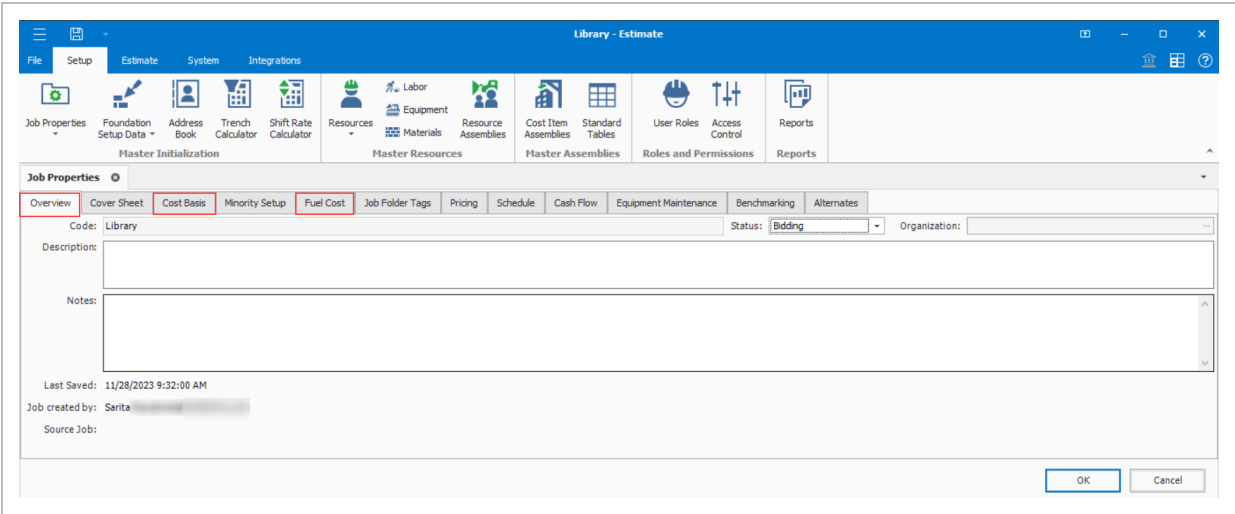 Library - Estimate
File Setup Estimate System Integrations
Job Properties
Foundation Setup Data
Address Book
Trench Calculator
Shift Rate Calculator
Master Initialization
Resources
Labor
Equipment
Materials
Resource Assemblies
Master Resources
Cost Item Assemblies
Standard Tables
Master Assemblies
User Roles
Access Control
Roles and Permissions
Reports
Reports
Job Properties
Overview Cover Sheet Cost Basis Minority Setup Fuel Cost Job Folder Tags Pricing Schedule Cash Flow Equipment Maintenance Benchmarking Alternates
Code: Library Status: Bidding Organization:
Description:
Notes:
Last Saved: 11/28/2023 9:32:00 AM
Job created by: Sarita
Source Job:
OK Cancel